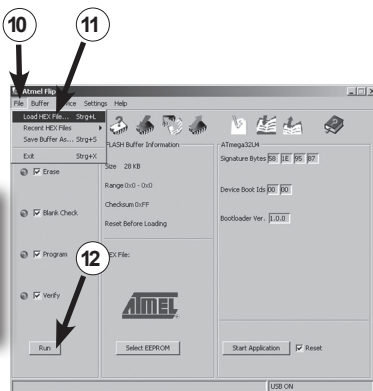 10
11
Atmel Flip
File Buffer Device Settings Help
Load HEX File... Strg+L
Recent HEX Files
Save Buffer As... Strg+S
Exit Strg+X
Erase
Blank Check
Program
Verify
Run
12
FLASH Buffer Information
Size 28 KB
Range 0x0 - 0x0
Checksum 0xFF
Reset Before Loading
HEX File:
ATMEL
Select EEPROM
ATmega32U4
Signature Bytes 58 1E 95 87
Device Boot Ids 00 00
Bootloader Ver. 1.0.0
Start Application Reset
USB ON